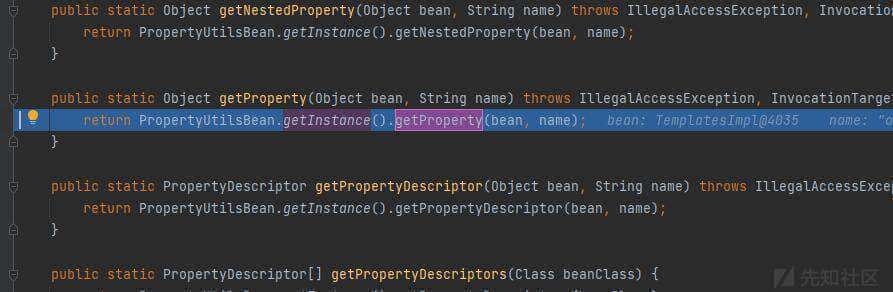 public static Object getNestedProperty(Object bean, String name) throws IllegalAccessException, Invocation
return PropertyUtilsBean.getInstance().getNestedProperty(bean, name);
}
public static Object getProperty(Object bean, String name) throws IllegalAccessException, InvocationTarge
return PropertyUtilsBean.getInstance().getProperty(bean, name); bean: TemplatesImpl@4035 name: "o
}
public static PropertyDescriptor getPropertyDescriptor(Object bean, String name) throws IllegalAccessExcep
return PropertyUtilsBean.getInstance().getPropertyDescriptor(bean, name);
}
public static PropertyDescriptor[] getPropertyDescriptors(Class beanClass) {
先知社区